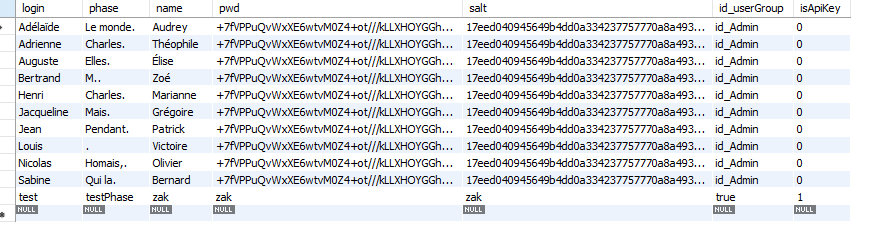 login phase name pwd salt id_userGroup isApiKey
Adélaïde Le monde. Audrey +7fVPPuQvWxXE6wtvM0Z4+ot///kLLXHOYGGh... 17eed040945649b4dd0a334237757770a8a493... id_Admin 0
Adrienne Charles. Théophile +7fVPPuQvWxXE6wtvM0Z4+ot///kLLXHOYGGh... 17eed040945649b4dd0a334237757770a8a493... id_Admin 0
Auguste Elles. Élise +7fVPPuQvWxXE6wtvM0Z4+ot///kLLXHOYGGh... 17eed040945649b4dd0a334237757770a8a493... id_Admin 0
Bertrand M.. Zoé +7fVPPuQvWxXE6wtvM0Z4+ot///kLLXHOYGGh... 17eed040945649b4dd0a334237757770a8a493... id_Admin 0
Henri Charles. Marianne +7fVPPuQvWxXE6wtvM0Z4+ot///kLLXHOYGGh... 17eed040945649b4dd0a334237757770a8a493... id_Admin 0
Jacqueline Mais. Grégoire +7fVPPuQvWxXE6wtvM0Z4+ot///kLLXHOYGGh... 17eed040945649b4dd0a334237757770a8a493... id_Admin 0
Jean Pendant. Patrick +7fVPPuQvWxXE6wtvM0Z4+ot///kLLXHOYGGh... 17eed040945649b4dd0a334237757770a8a493... id_Admin 0
Louis . Victoire +7fVPPuQvWxXE6wtvM0Z4+ot///kLLXHOYGGh... 17eed040945649b4dd0a334237757770a8a493... id_Admin 0
Nicolas Homais,. Olivier +7fVPPuQvWxXE6wtvM0Z4+ot///kLLXHOYGGh... 17eed040945649b4dd0a334237757770a8a493... id_Admin 0
Sabine Qui la. Bernard +7fVPPuQvWxXE6wtvM0Z4+ot///kLLXHOYGGh... 17eed040945649b4dd0a334237757770a8a493... id_Admin 0
test testPhase zak zak zak true 1
NULL NULL NULL NULL NULL NULL NULL